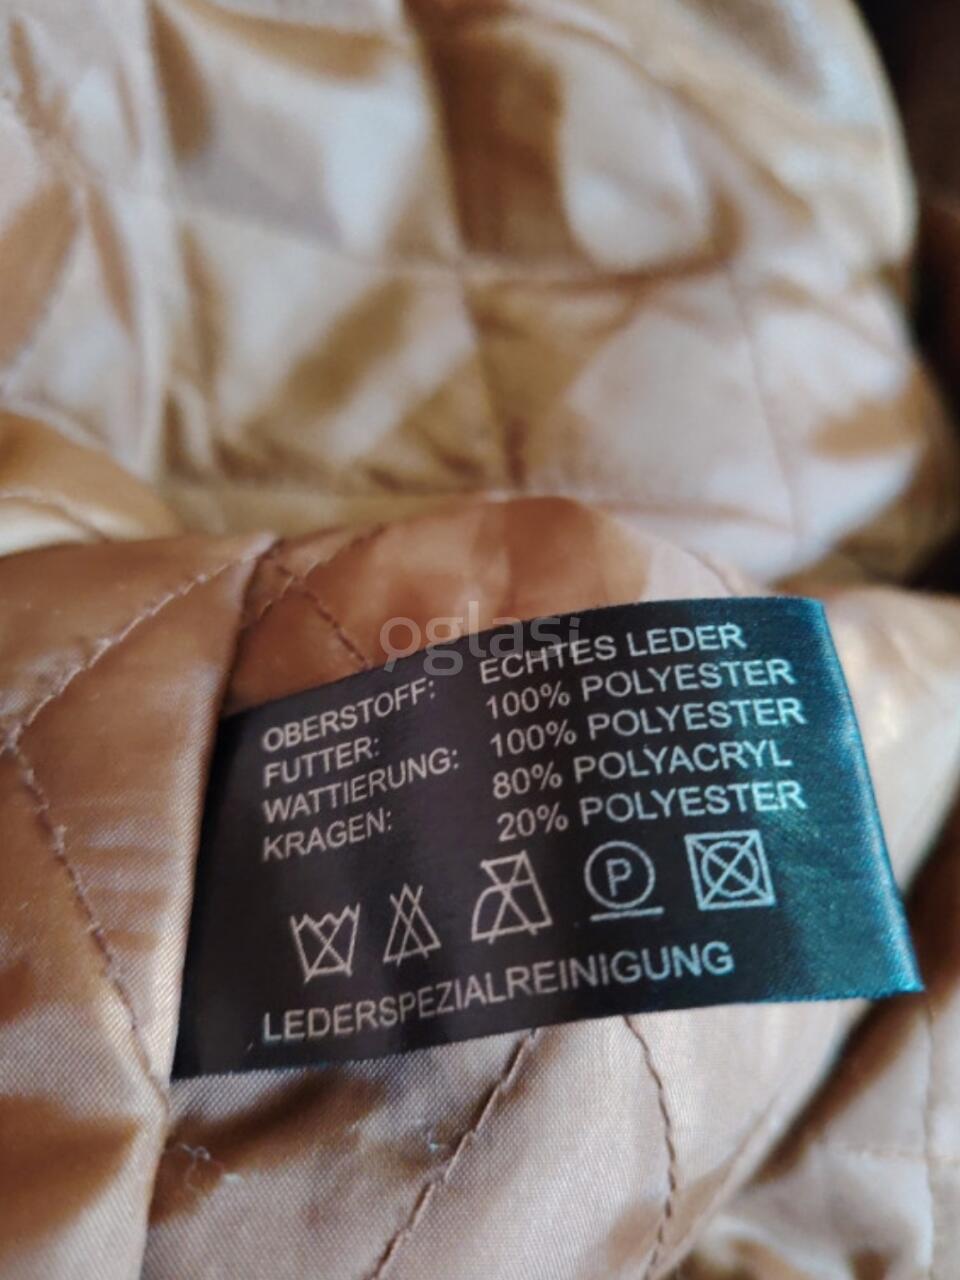 oglasi
OBERSTOFF: ECHTES LEDER
FUTTER: 100% POLYESTER
WATTIERUNG: 100% POLYESTER
KRAGEN: 80% POLYACRYL
20% POLYESTER
P
LEDERSPEZIALREINIGUNG